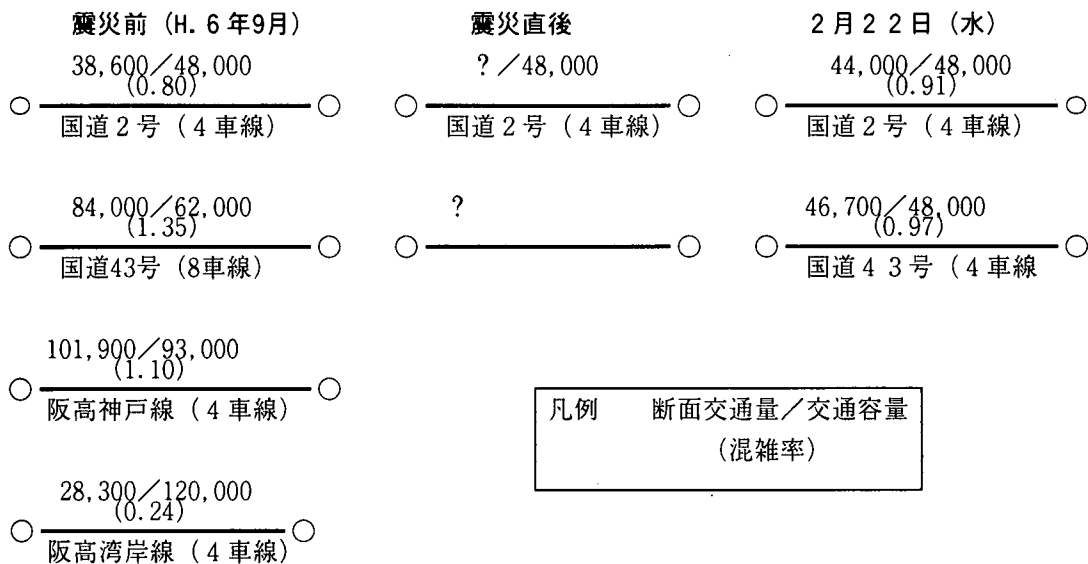 震災前（H. 6年9月）
38,600／48,000
(0.80)
国道2号（4車線）
84,000／62,000
(1.35)
国道43号（8車線）
101,900／93,000
(1.10)
阪高神戸線（4車線）
28,300／120,000
(0.24)
阪高湾岸線（4車線）
震災直後
？／48,000
国道2号（4車線）
?
2月22日（水）
44,000／48,000
(0.91)
国道2号（4車線）
46,700／48,000
(0.97)
国道43号（4車線
凡例　断面交通量／交通容量
（混雑率）